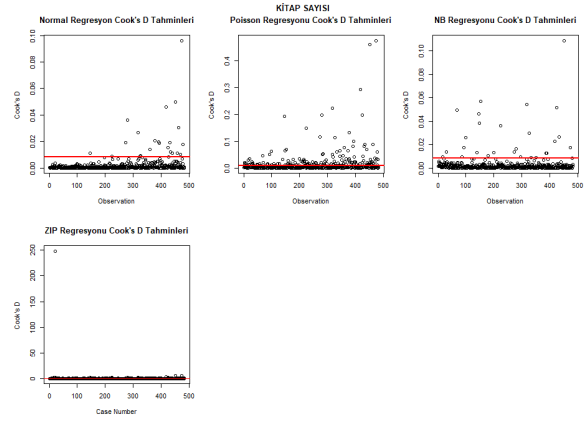 KİTAP SAYISI
Normal Regresyon Cook's D Tahminleri
Cook's D
0.00 0.02 0.04 0.06 0.08 0.10
0 100 200 300 400 500
Observation
Poisson Regresyonu Cook's D Tahminleri
Cook's D
0.0 0.2 0.4
0 100 200 300 400 500
Observation
NB Regresyonu Cook's D Tahminleri
Cook's D
0.00 0.02 0.04 0.06 0.08 0.10
0 100 200 300 400 500
Observation
ZIP Regresyonu Cook's D Tahminleri
Cook's D
0 50 100 150 200 250
0 100 200 300 400 500
Case Number